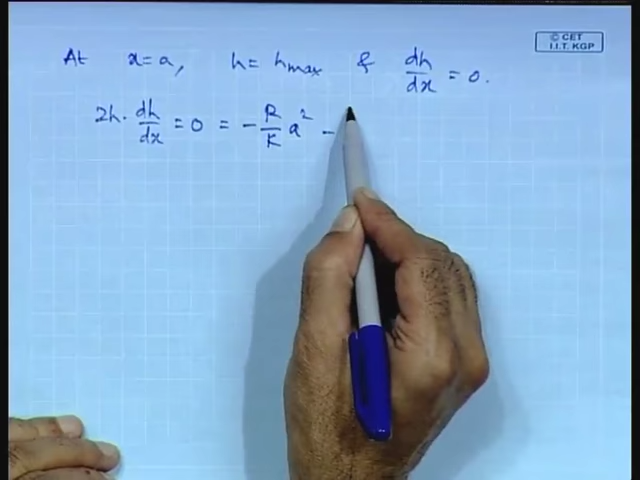 © CET
I.I.T. KGP
At x=a, h= hmax & dh/dx = 0.
2h. dh/dx = 0 = - R/K a² -